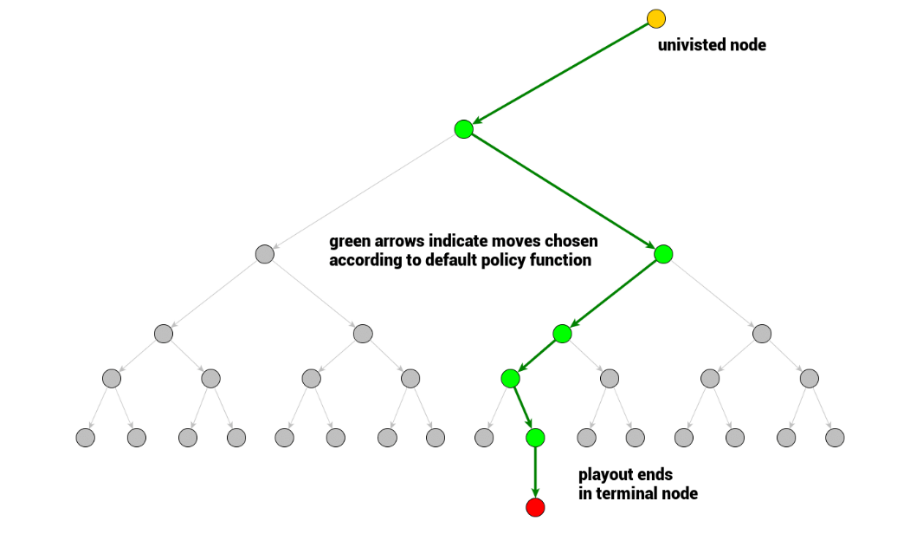 univisted node
green arrows indicate moves chosen
according to default policy function
playout ends
in terminal node